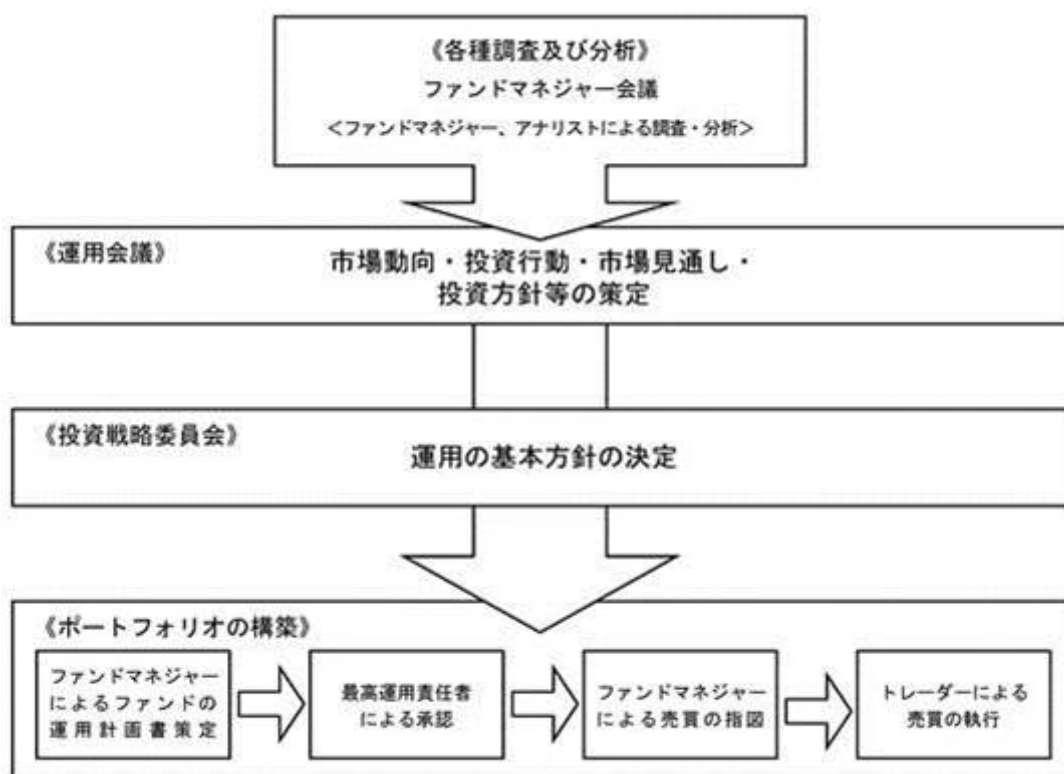 《各種調査及び分析》
ファンドマネジャー会議
＜ファンドマネジャー、アナリストによる調査・分析＞
《運用会議》
市場動向・投資行動・市場見通し・
投資方針等の策定
《投資戦略委員会》
運用の基本方針の決定
《ポートフォリオの構築》
ファンドマネジャー
によるファンドの
運用計画書策定
最高運用責任者
による承認
ファンドマネジャー
による売買の指図
トレーダーによる
売買の執行